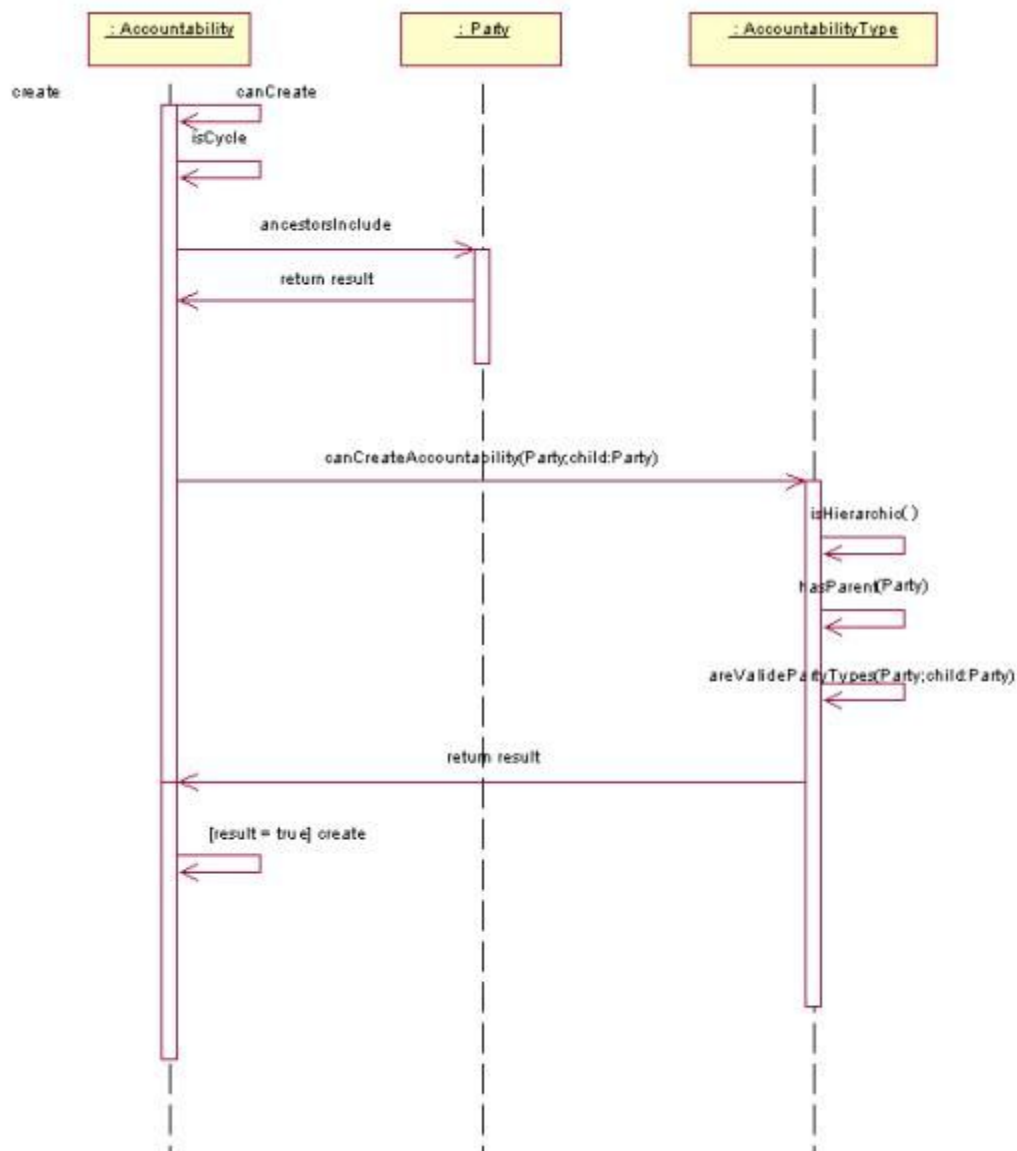 : Accountability
: Party
: AccountabilityType
create
canCreate
isCycle
ancestorsInclude
return result
canCreateAccountability(Party;child:Party)
isHierarchic( )
hasParent(Party)
areValidePartyTypes(Party;child:Party)
return result
[result = true] create